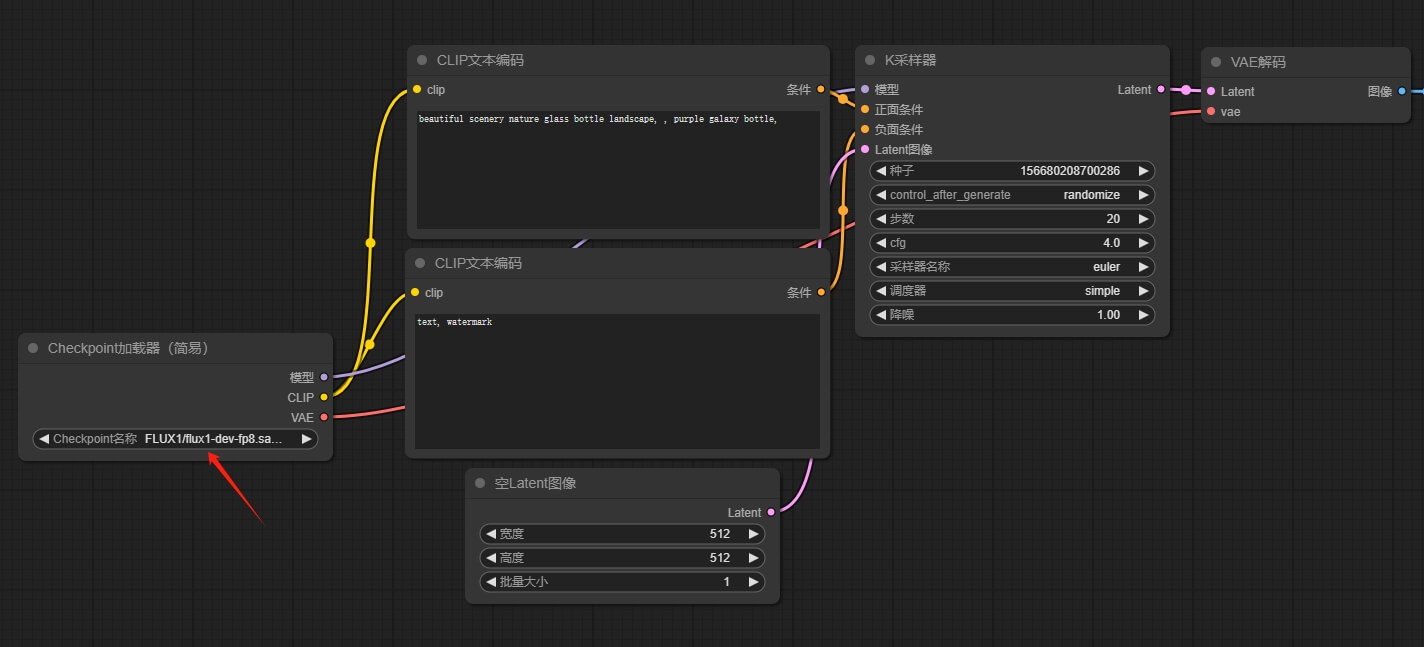 CLIP文本编码
clip
条件
beautiful scenery nature glass bottle landscape, , purple galaxy bottle,
CLIP文本编码
clip
条件
text, watermark
Checkpoint加载器（简易）
模型
CLIP
VAE
Checkpoint名称 FLUX1/flux1-dev-fp8.sa...
空Latent图像
Latent
宽度 512
高度 512
批量大小 1
K采样器
模型 Latent
正面条件
负面条件
Latent图像
种子 156680208700286
control_after_generate randomize
步数 20
cfg 4.0
采样器名称 euler
调度器 simple
降噪 1.00
VAE解码
Latent 图像
vae